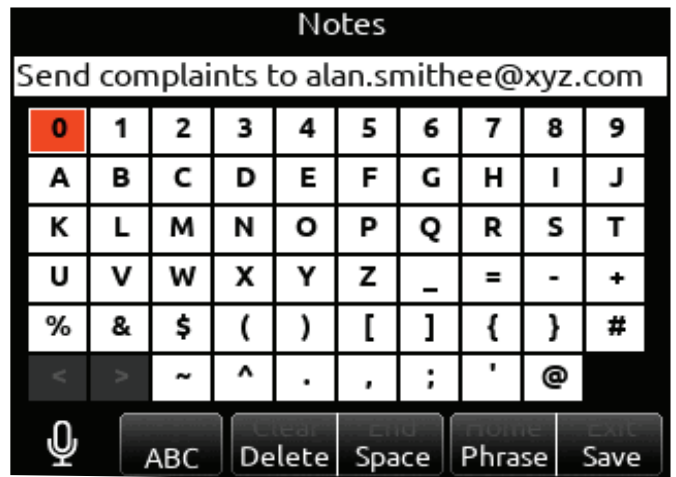 Notes
Send complaints to alan.smithee@xyz.com
0 1 2 3 4 5 6 7 8 9
A B C D E F G H I J
K L M N O P Q R S T
U V W X Y Z _ = - +
% & $ ( ) [ ] { } #
< > ~ ^ . , ; ' @
Clear End Home Exit
ABC Delete Space Phrase Save